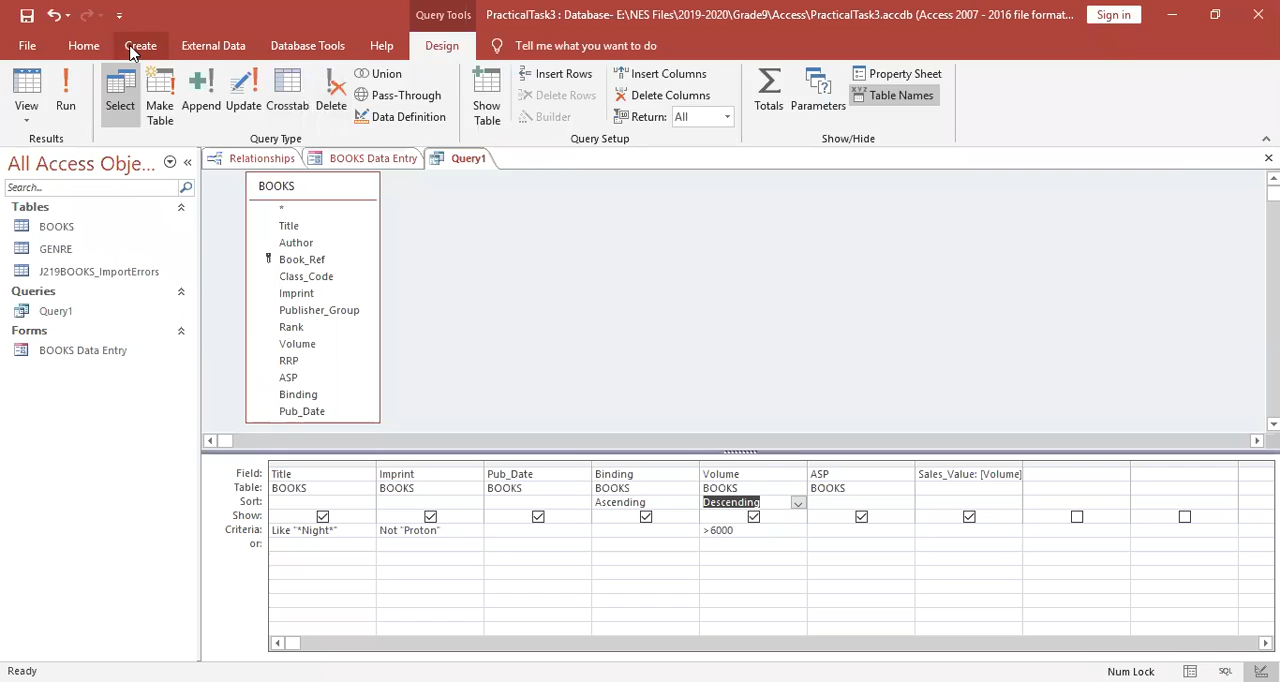 Query Tools
PracticalTask3 : Database- E:\NES Files\2019-2020\Grade9\Access\PracticalTask3.accdb (Access 2007 - 2016 file format...
Sign in
File
Home
Create
External Data
Database Tools
Help
Design
Tell me what you want to do
View
Run
Select
Make Table
Append
Update
Crosstab
Delete
Union
Pass-Through
Data Definition
Show Table
Insert Rows
Delete Rows
Builder
Insert Columns
Delete Columns
Return: All
Totals
Parameters
Property Sheet
Table Names
Results
Query Type
Query Setup
Show/Hide
All Access Obje...
Search...
Tables
BOOKS
GENRE
J219BOOKS_ImportErrors
Queries
Query1
Forms
BOOKS Data Entry
Relationships
BOOKS Data Entry
Query1
BOOKS
*
Title
Author
Book_Ref
Class_Code
Imprint
Publisher_Group
Rank
Volume
RRP
ASP
Binding
Pub_Date
Field: Title Imprint Pub_Date Binding Volume ASP Sales_Value: [Volume]
Table: BOOKS BOOKS BOOKS BOOKS BOOKS BOOKS
Sort: Ascending Descending
Show:
Criteria: Like "*Night*" Not "Proton" >6000
or:
Ready
Num Lock
SQL